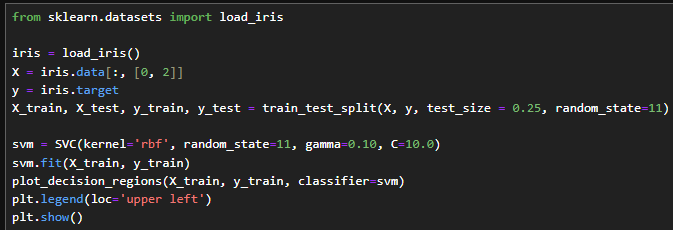 from sklearn.datasets import load_iris
iris = load_iris()
X = iris.data[:, [0, 2]]
y = iris.target
X_train, X_test, y_train, y_test = train_test_split(X, y, test_size = 0.25, random_state=11)
svm = SVC(kernel='rbf', random_state=11, gamma=0.10, C=10.0)
svm.fit(X_train, y_train)
plot_decision_regions(X_train, y_train, classifier=svm)
plt.legend(loc='upper left')
plt.show()